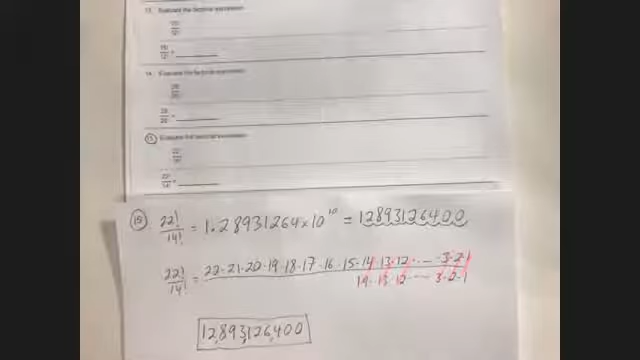 13. Evaluate the factorial expression.
14. Evaluate the factorial expression.
15. Evaluate the factorial expression.
15 22!/14! = 1.28931264×10¹⁰ = 12893126400
22!/14! = 22·21·20·19·18·17·16·15·14·13·12·...·3·2·1
14·13·12·...·3·2·1
12,893,126,400